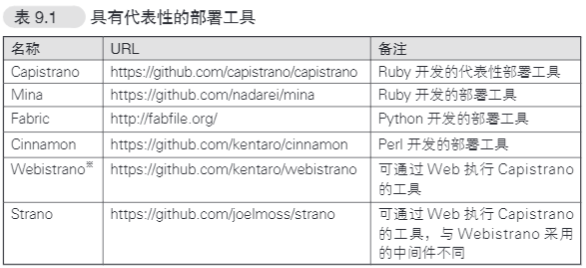 表 9.1 具有代表性的部署工具
名称 URL 备注
Capistrano https://github.com/capistrano/capistrano Ruby 开发的代表性部署工具
Mina https://github.com/nadarei/mina Ruby 开发的部署工具
Fabric http://fabfile.org/ Python 开发的部署工具
Cinnamon https://github.com/kentaro/cinnamon Perl 开发的部署工具
Webistrano※ https://github.com/kentaro/webistrano 可通过 Web 执行 Capistrano
的工具
Strano https://github.com/joelmoss/strano 可通过 Web 执行 Capistrano
的工具，与 Webistrano 采用
的中间件不同